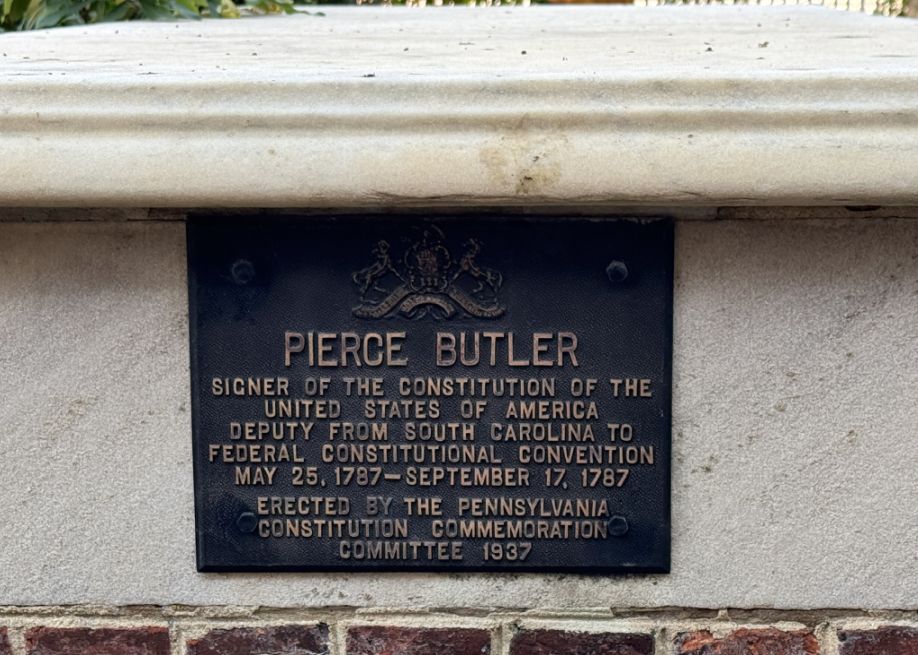 PIERCE BUTLER
SIGNER OF THE CONSTITUTION OF THE
UNITED STATES OF AMERICA
DEPUTY FROM SOUTH CAROLINA TO
FEDERAL CONSTITUTIONAL CONVENTION
MAY 25, 1787—SEPTEMBER 17, 1787
ERECTED BY THE PENNSYLVANIA
CONSTITUTION COMMEMORATION
COMMITTEE 1937